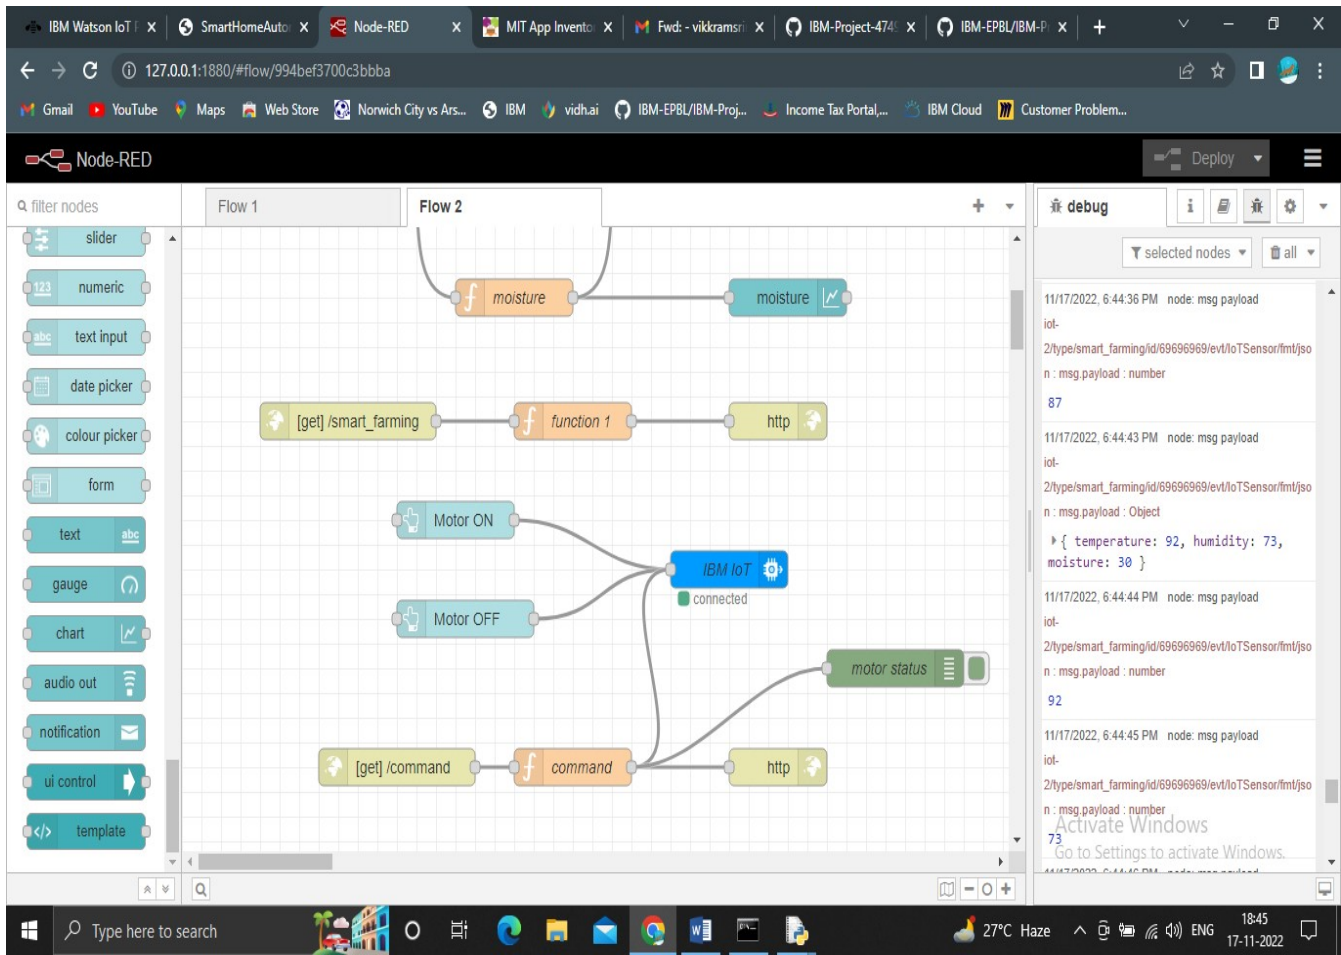 IBM Watson IoT P X SmartHomeAuto X Node-RED X MIT App Invento X Fwd: - vikkramsri X IBM-Project-4749 X IBM-EPBL/IBM-P X +
127.0.0.1:1880/#flow/994bef3700c3bbba
Gmail YouTube Maps Web Store Norwich City vs Ars... IBM vidh.ai IBM-EPBL/IBM-Proj... Income Tax Portal,... IBM Cloud Customer Problem...
Node-RED Deploy
filter nodes
slider
123 numeric
abc text input
date picker
colour picker
form
text abc
gauge
chart
audio out
notification
ui control
</> template
Flow 1 Flow 2
moisture moisture
[get] /smart_farming function 1 http
Motor ON
IBM IoT
connected
Motor OFF
motor status
[get] /command command http
debug i
selected nodes all
11/17/2022, 6:44:36 PM node: msg payload
iot-
2/type/smart_farming/id/69696969/evt/IoTSensor/fmt/jso
n : msg.payload : number
87
11/17/2022, 6:44:43 PM node: msg payload
iot-
2/type/smart_farming/id/69696969/evt/IoTSensor/fmt/jso
n : msg.payload : Object
{ temperature: 92, humidity: 73,
moisture: 30 }
11/17/2022, 6:44:44 PM node: msg payload
iot-
2/type/smart_farming/id/69696969/evt/IoTSensor/fmt/jso
n : msg.payload : number
92
11/17/2022, 6:44:45 PM node: msg payload
iot-
2/type/smart_farming/id/69696969/evt/IoTSensor/fmt/jso
n : msg.payload : number
73
Activate Windows
Go to Settings to activate Windows.
Type here to search
27°C Haze ENG
18:45
17-11-2022